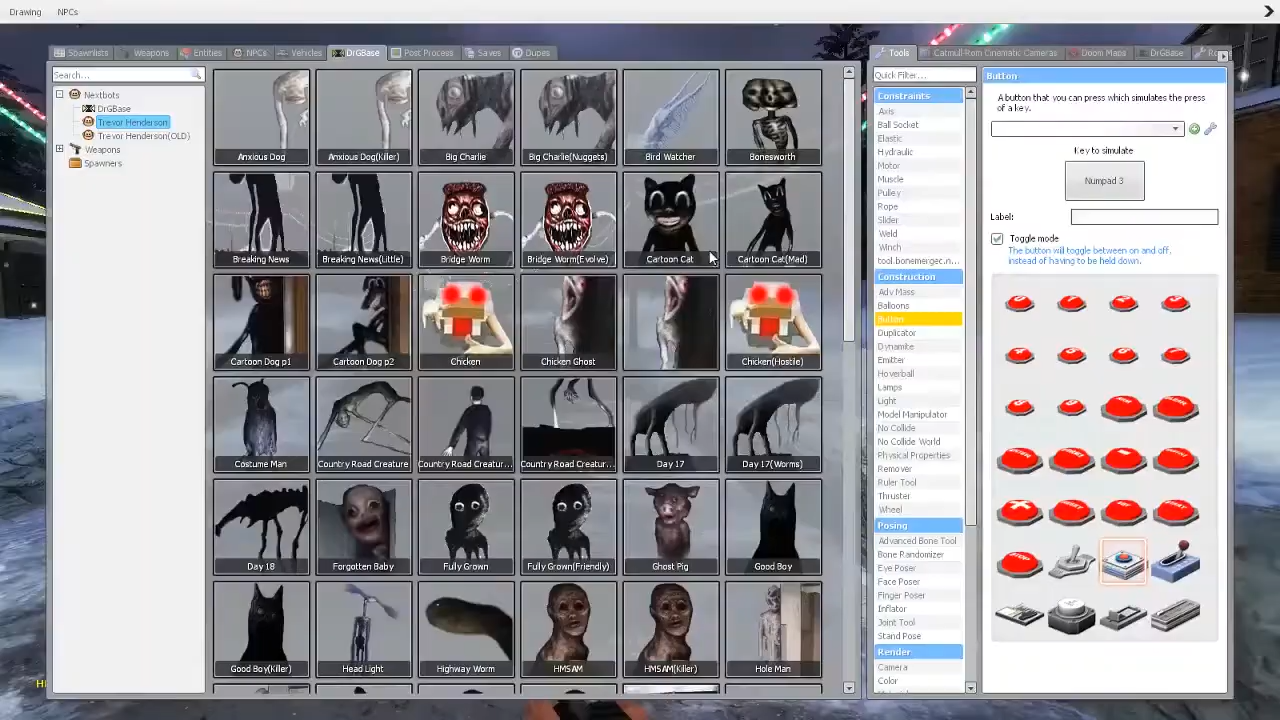 Drawing NPCs
Spawnlists Weapons Entities NPCs Vehicles DrGBase Post Process Saves Dupes
Search...
Nextbots
DrGBase
Trevor Henderson
Trevor Henderson(OLD)
Weapons
Spawners
Anxious Dog Anxious Dog(Killer) Big Charlie Big Charlie(Nuggets) Bird Watcher Bonesworth
Breaking News Breaking News(Little) Bridge Worm Bridge Worm(Evolve) Cartoon Cat Cartoon Cat(Mad)
Cartoon Dog p1 Cartoon Dog p2 Chicken Chicken Ghost Chicken(Hostile)
Costume Man Country Road Creature Country Road Creatur... Country Road Creatur... Day 17 Day 17(Worms)
Day 18 Forgotten Baby Fully Grown Fully Grown(Friendly) Ghost Pig Good Boy
Good Boy(Killer) Head Light Highway Worm HMSAM HMSAM(Killer) Hole Man
Tools Catmull Rom Cinematic Cameras Doom Maps DrGBase
Quick Filter...
Constraints
Axis
Ball Socket
Elastic
Hydraulic
Motor
Muscle
Pulley
Rope
Slider
Weld
Winch
tool.bonemergec.n...
Construction
Adv Mass
Balloons
Button
Duplicator
Dynamite
Emitter
Hoverball
Lamps
Light
Model Manipulator
No Collide
No Collide World
Physical Properties
Remover
Ruler Tool
Thruster
Wheel
Posing
Advanced Bone Tool
Bone Randomizer
Eye Poser
Face Poser
Finger Poser
Inflator
Joint Tool
Stand Pose
Render
Camera
Color
Button
A button that you can press which simulates the press
of a key.
Key to simulate
Numpad 3
Label:
Toggle mode
The button will toggle between on and off,
instead of having to be held down.
STOP